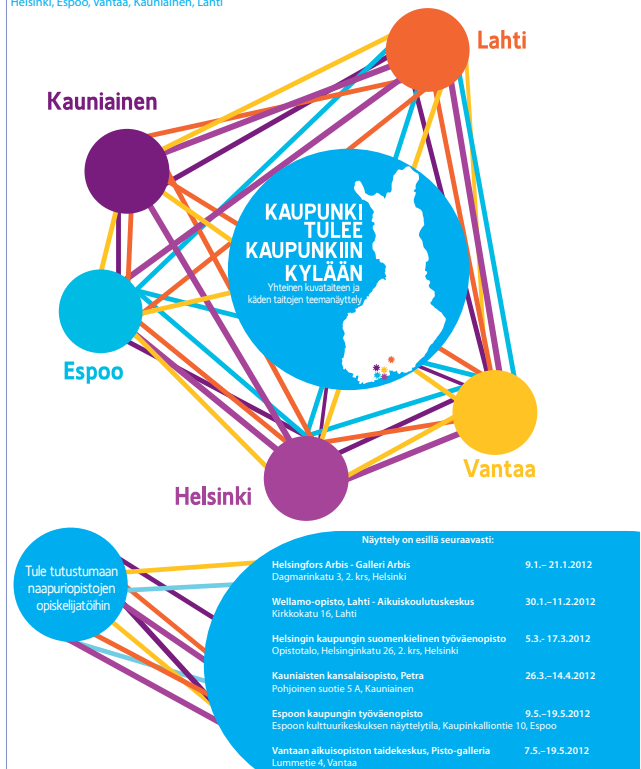 Helsinki, Espoo, Vantaa, Kauniainen, Lahti
Lahti
Kauniainen
KAUPUNKI
TULEE
KAUPUNKIIN
KYLÄÄN
Yhteinen kuvataiteen ja
käden taitojen teemanäyttely
Espoo
Vantaa
Helsinki
Tule tutustumaan
naapuriopistojen
opiskelijatöihin
Näyttely on esillä seuraavasti:
Helsingfors Arbis - Galleri Arbis 9.1.– 21.1.2012
Dagmarinkatu 3, 2. krs, Helsinki
Wellamo-opisto, Lahti - Aikuiskoulutuskeskus 30.1.–11.2.2012
Kirkkokatu 16, Lahti
Helsingin kaupungin suomenkielinen työväenopisto 5.3.- 17.3.2012
Opistotalo, Helsinginkatu 26, 2. krs, Helsinki
Kauniaisten kansalaisopisto, Petra 26.3.–14.4.2012
Pohjoinen suotie 5 A, Kauniainen
Espoon kaupungin työväenopisto 9.5.–19.5.2012
Espoon kulttuurikeskuksen näyttelytila, Kaupinkalliontie 10, Espoo
Vantaan aikuisopiston taidekeskus, Pisto-galleria 7.5.–19.5.2012
Lummetie 4, Vantaa